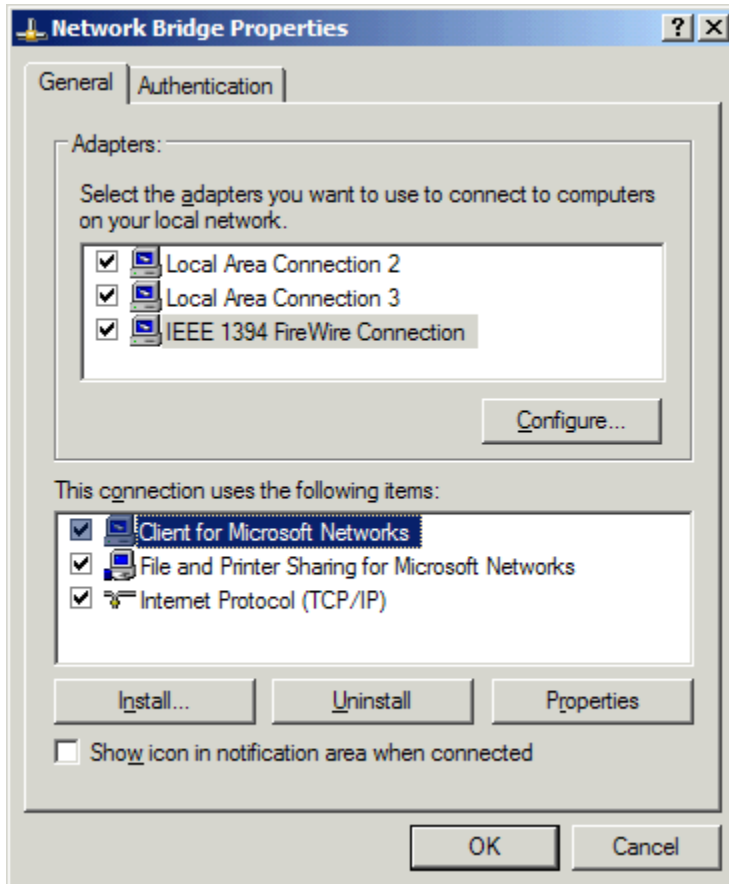 Network Bridge Properties
General
Authentication
Adapters:
Select the adapters you want to use to connect to computers
on your local network.
Local Area Connection 2
Local Area Connection 3
IEEE 1394 FireWire Connection
Configure...
This connection uses the following items:
Client for Microsoft Networks
File and Printer Sharing for Microsoft Networks
Internet Protocol (TCP/IP)
Install...
Uninstall
Properties
Show icon in notification area when connected
OK
Cancel